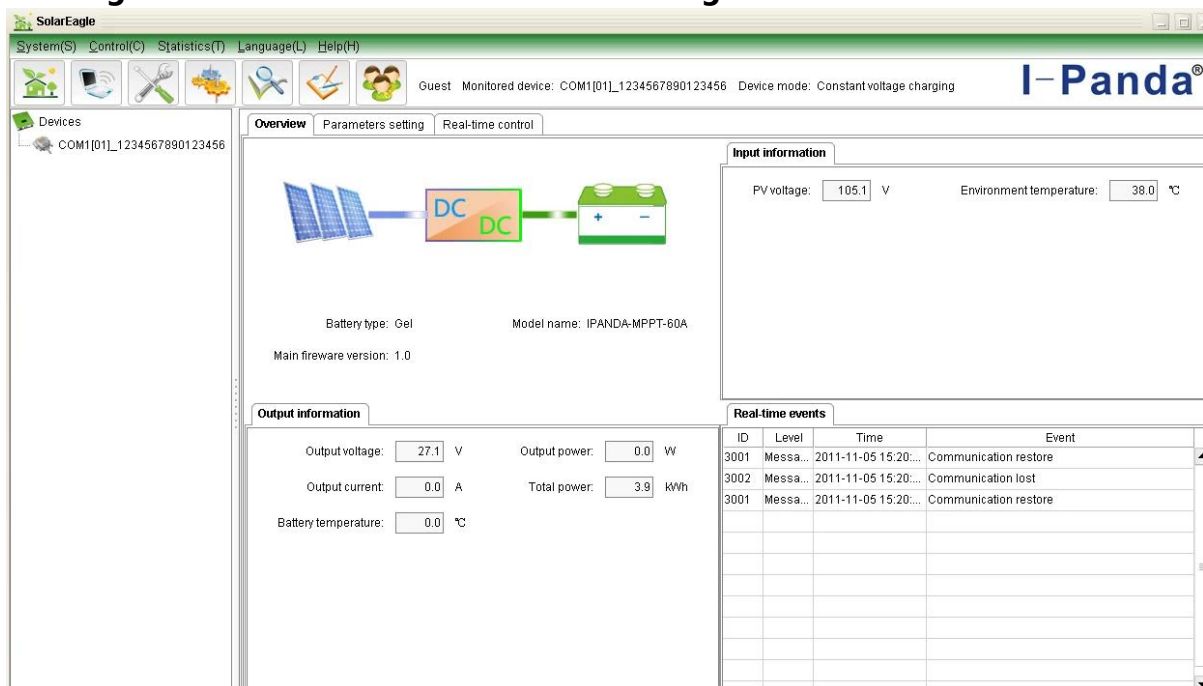 SolarEagle
System(S) Control(C) Statistics(T) Language(L) Help(H)
Guest Monitored device: COM1[01]_1234567890123456 Device mode: Constant voltage charging
I-Panda®
Devices
COM1[01]_1234567890123456
Overview Parameters setting Real-time control
DC
DC
+ −
Battery type: Gel Model name: IPANDA-MPPT-60A
Main fireware version: 1.0
Input information
PV voltage: 105.1 V Environment temperature: 38.0 ℃
Output information
Output voltage: 27.1 V Output power: 0.0 W
Output current: 0.0 A Total power: 3.9 kWh
Battery temperature: 0.0 ℃
Real-time events
ID Level Time Event
3001 Messa... 2011-11-05 15:20:... Communication restore
3002 Messa... 2011-11-05 15:20:... Communication lost
3001 Messa... 2011-11-05 15:20:... Communication restore